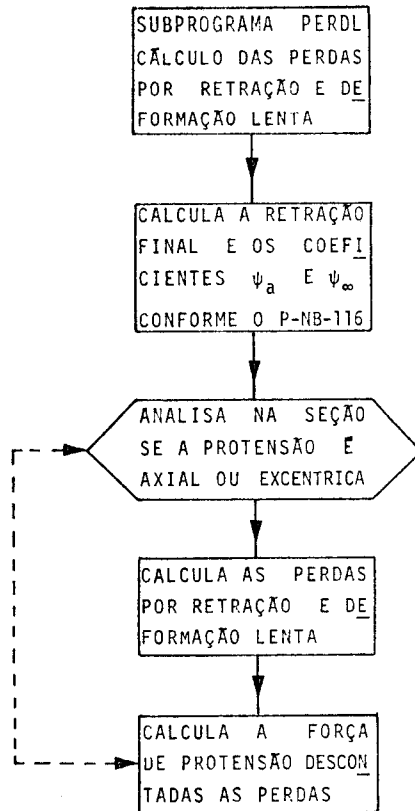 SUBPROGRAMA PERDL
CÁLCULO DAS PERDAS
POR RETRAÇÃO E DE
FORMAÇÃO LENTA
CALCULA A RETRAÇÃO
FINAL E OS COEFI
CIENTES ψa E ψ∞
CONFORME O P-NB-116
ANALISA NA SEÇÃO
SE A PROTENSÃO É
AXIAL OU EXCENTRICA
CALCULA AS PERDAS
POR RETRAÇÃO E DE
FORMAÇÃO LENTA
CALCULA A FORÇA
DE PROTENSÃO DESCON
TADAS AS PERDAS